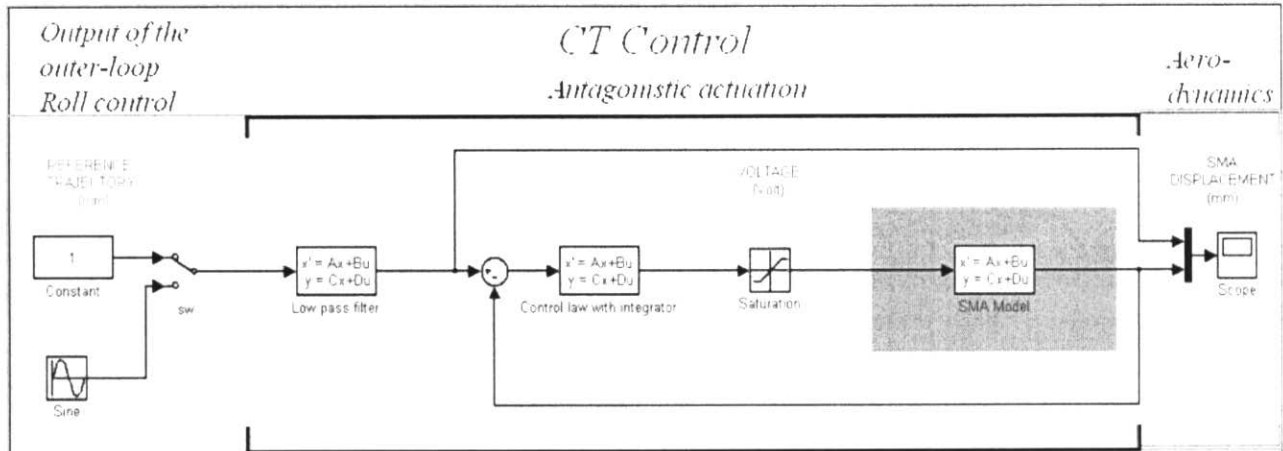 Output of the
outer-loop
Roll control
CT Control
Antagonistic actuation
Aero-
dynamics
REFERENCE
TRAJECTORY
(mm)
VOLTAGE
(Volt)
SMA
DISPLACEMENT
(mm)
1
Constant
sw
Sine
x' = Ax+Bu
y = Cx+Du
Low pass filter
x' = Ax+Bu
y = Cx+Du
Control law with integrator
Saturation
x' = Ax+Bu
y = Cx+Du
SMA Model
Scope